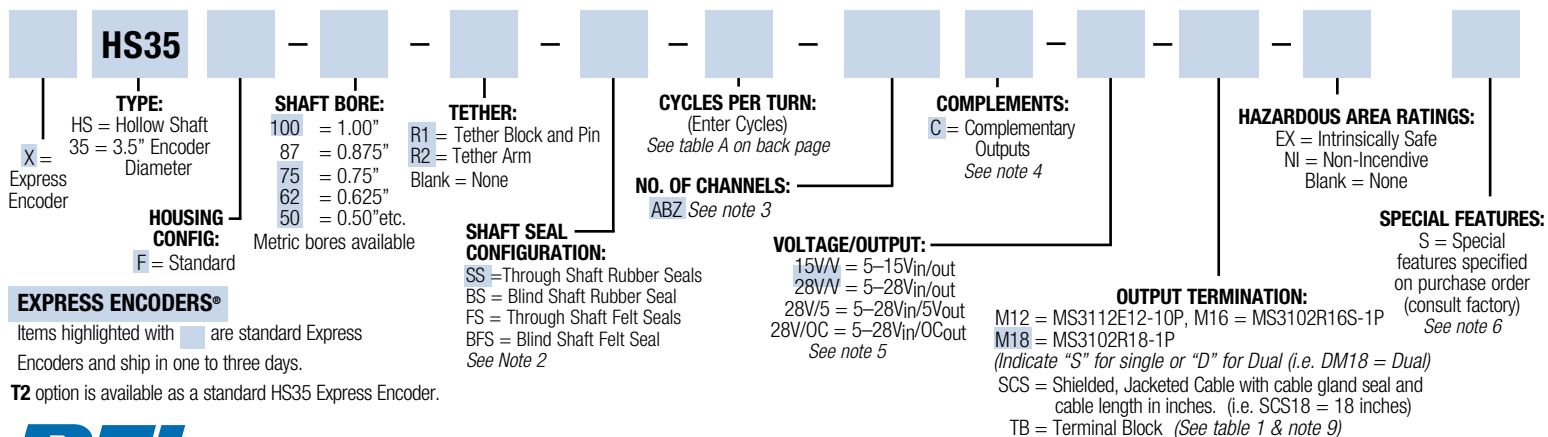 HS35 – – – – – – – –
TYPE:
HS = Hollow Shaft
35 = 3.5” Encoder
Diameter
X =
Express
Encoder
HOUSING
CONFIG:
F = Standard
SHAFT BORE:
100 = 1.00”
87 = 0.875”
75 = 0.75”
62 = 0.625”
50 = 0.50”etc.
Metric bores available
TETHER:
R1 = Tether Block and Pin
R2 = Tether Arm
Blank = None
SHAFT SEAL
CONFIGURATION:
SS =Through Shaft Rubber Seals
BS = Blind Shaft Rubber Seal
FS = Through Shaft Felt Seals
BFS = Blind Shaft Felt Seal
See Note 2
CYCLES PER TURN:
(Enter Cycles)
See table A on back page
NO. OF CHANNELS:
ABZ See note 3
COMPLEMENTS:
C = Complementary
Outputs
See note 4
VOLTAGE/OUTPUT:
15V/V = 5–15Vin/out
28V/V = 5–28Vin/out
28V/5 = 5–28Vin/5Vout
28V/OC = 5–28Vin/OCout
See note 5
OUTPUT TERMINATION:
M12 = MS3112E12-10P, M16 = MS3102R16S-1P
M18 = MS3102R18-1P
(Indicate “S” for single or “D” for Dual (i.e. DM18 = Dual)
SCS = Shielded, Jacketed Cable with cable gland seal and
cable length in inches. (i.e. SCS18 = 18 inches)
TB = Terminal Block (See table 1 & note 9)
HAZARDOUS AREA RATINGS:
EX = Intrinsically Safe
NI = Non-Incendive
Blank = None
SPECIAL FEATURES:
S = Special
features specified
on purchase order
(consult factory)
See note 6
EXPRESS ENCODERS®
Items highlighted with are standard Express
Encoders and ship in one to three days.
T2 option is available as a standard HS35 Express Encoder.